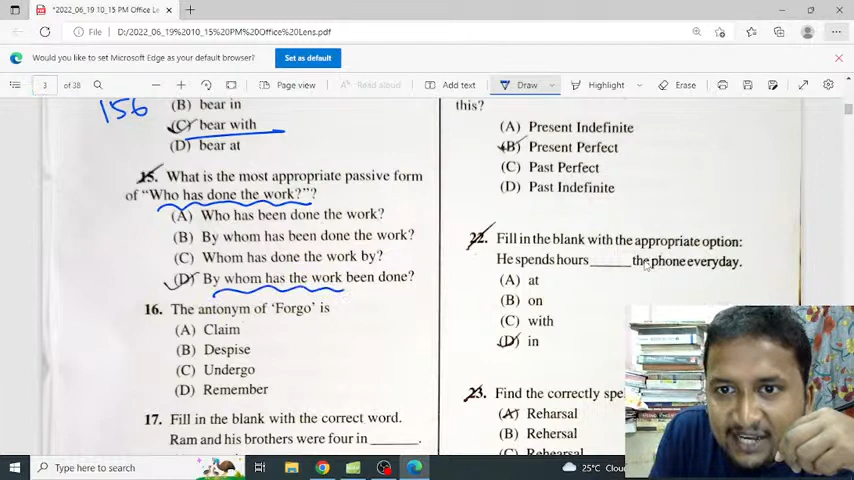 *2022_06_19 10_15 PM Office Le
File
D:/2022_06_19%2010_15%20PM%20Office%20Lens.pdf
Would you like to set Microsoft Edge as your default browser?
Set as default
3
of 38
Page view
Read aloud
Add text
Draw
Highlight
Erase
156
(B) bear in
(C) bear with
(D) bear at
15. What is the most appropriate passive form
of "Who has done the work?"?
(A) Who has been done the work?
(B) By whom has been done the work?
(C) Whom has done the work by?
(D) By whom has the work been done?
16. The antonym of 'Forgo' is
(A) Claim
(B) Despise
(C) Undergo
(D) Remember
17. Fill in the blank with the correct word.
Ram and his brothers were four in ______.
this?
(A) Present Indefinite
(B) Present Perfect
(C) Past Perfect
(D) Past Indefinite
22. Fill in the blank with the appropriate option:
He spends hours ______ the phone everyday.
(A) at
(B) on
(C) with
(D) in
23. Find the correctly spe
(A) Reharsal
(B) Rehersal
(C) Rehearsal
Type here to search
25°C Cloud